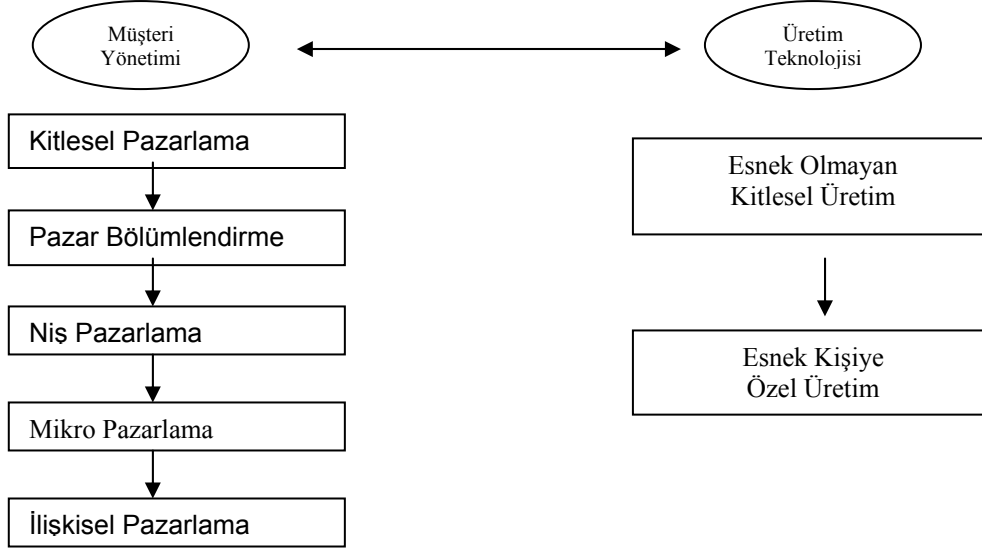 Müşteri
Yönetimi
Üretim
Teknolojisi
Kitlesel Pazarlama
Pazar Bölümlendirme
Niş Pazarlama
Mikro Pazarlama
İlişkisel Pazarlama
Esnek Olmayan
Kitlesel Üretim
Esnek Kişiye
Özel Üretim